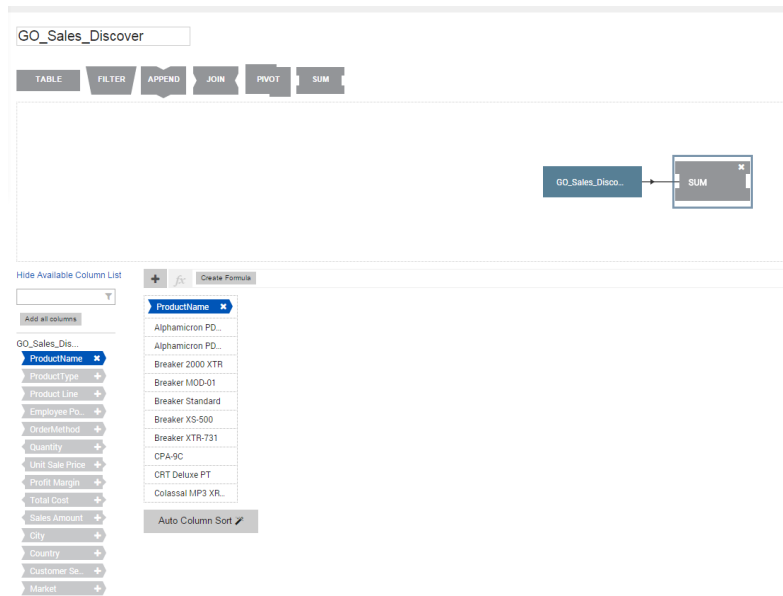 GO_Sales_Discover
TABLE FILTER APPEND JOIN PIVOT SUM
GO_Sales_Disco... SUM
Hide Available Column List
Create Formula
Add all columns
GO_Sales_Dis...
ProductName
ProductType
Product Line
Employee Po...
OrderMethod
Quantity
Unit Sale Price
Profit Margin
Total Cost
Sales Amount
City
Country
Customer Se...
Market
fx
ProductName
Alphamicron PD...
Alphamicron PD...
Breaker 2000 XTR
Breaker MOD-01
Breaker Standard
Breaker XS-500
Breaker XTR-731
CPA-9C
CRT Deluxe PT
Colassal MP3 XR...
Auto Column Sort